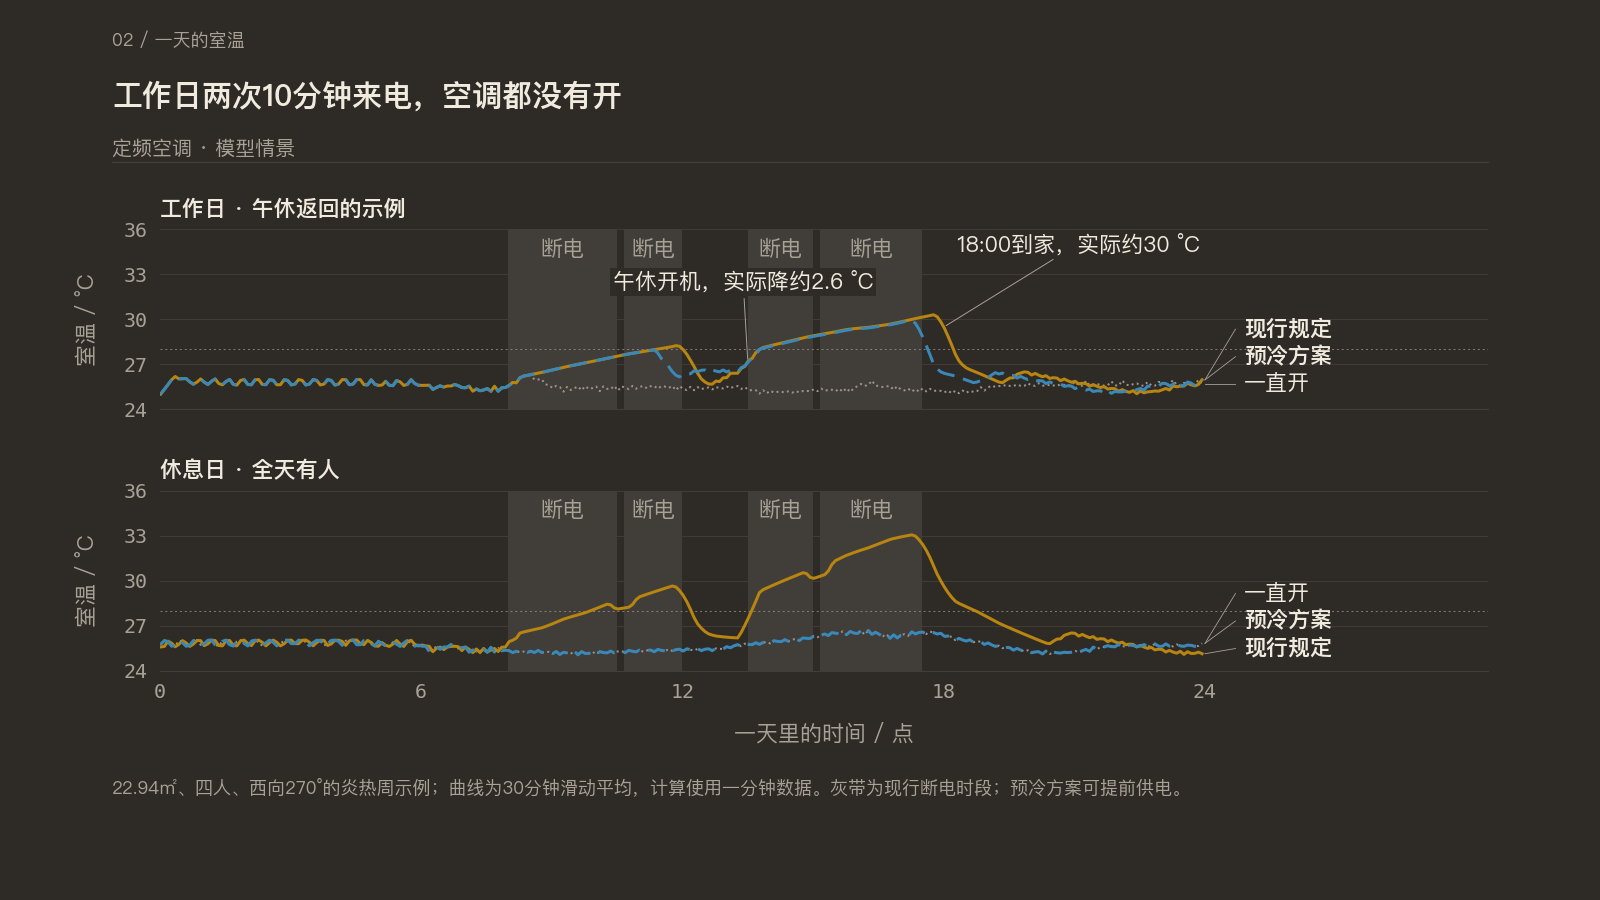 02 / 一天的室温
工作日两次10分钟来电，空调都没有开
定频空调 · 模型情景
工作日 · 午休返回的示例
36
33
30
27
24
室温 / °C
断电
断电
断电
断电
午休开机，实际降约2.6 °C
18:00到家，实际约30 °C
现行规定
预冷方案
一直开
休息日 · 全天有人
36
33
30
27
24
室温 / °C
断电
断电
断电
断电
一直开
预冷方案
现行规定
0
6
12
18
24
一天里的时间 / 点
22.94㎡、四人、西向270°的炎热周示例；曲线为30分钟滑动平均，计算使用一分钟数据。灰带为现行断电时段；预冷方案可提前供电。